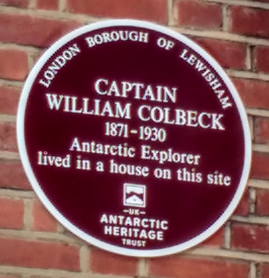 LONDON BOROUGH OF LEWISHAM
CAPTAIN
WILLIAM COLBECK
1871-1930
Antarctic Explorer
lived in a house on this site
-UK-
ANTARCTIC
HERITAGE
TRUST